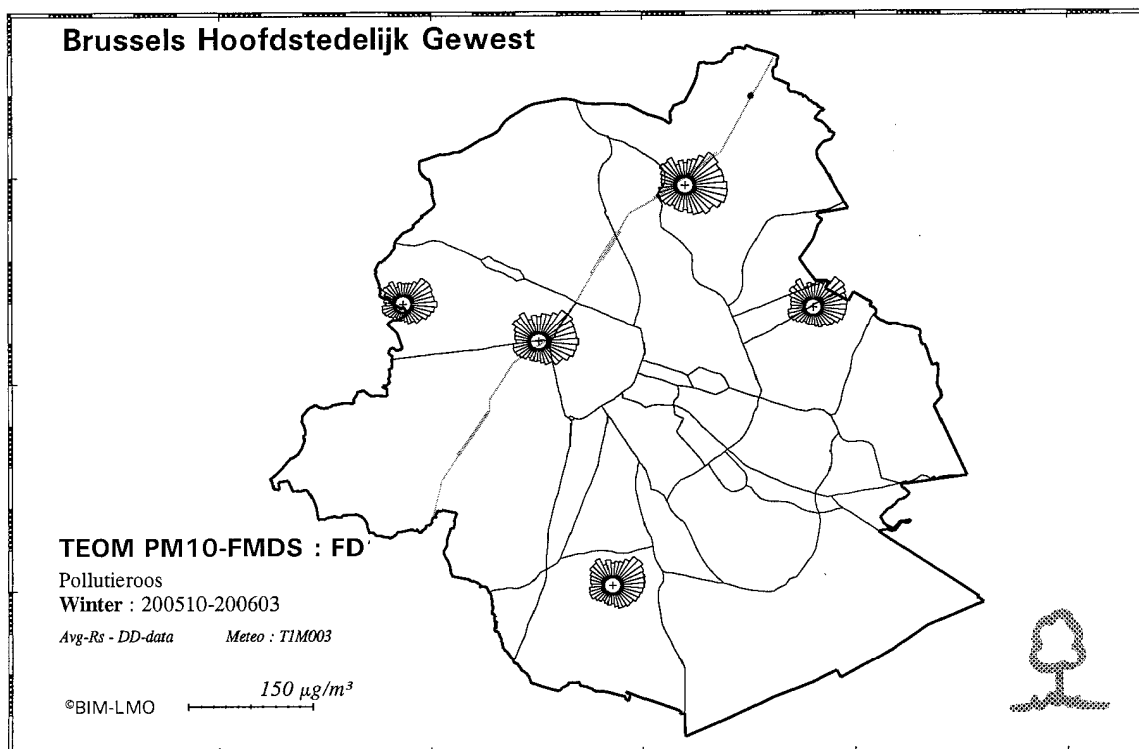 Brussels Hoofdstedelijk Gewest
TEOM PM10-FMDS : FD
Pollutieroos
Winter : 200510-200603
Avg-Rs - DD-data Meteo : T1M003
150 µg/m³
©BIM-LMO